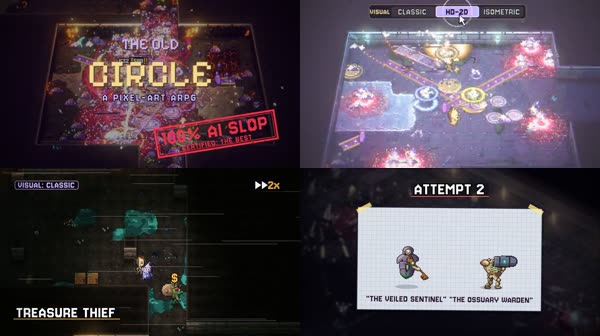 THE OLD
CIRCLE
A PIXEL-ART ARPG
100% AI SLOP
CERTIFIED: THE BEST
VISUAL CLASSIC HD-2D ISOMETRIC
VISUAL: CLASSIC
2x
$
TREASURE THIEF
ATTEMPT 2
"THE VEILED SENTINEL" "THE OSSUARY WARDEN"